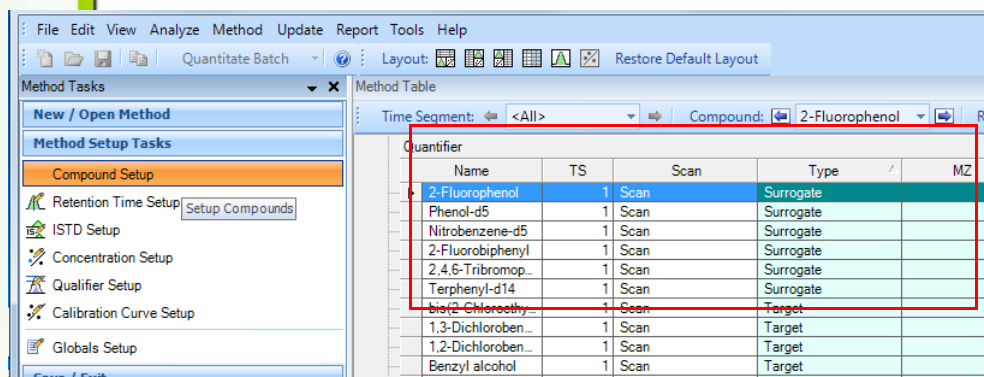 File Edit View Analyze Method Update Report Tools Help
Quantitate Batch Layout: Restore Default Layout
Method Tasks
New / Open Method
Method Setup Tasks
Compound Setup
Retention Time Setup
Setup Compounds
ISTD Setup
Concentration Setup
Qualifier Setup
Calibration Curve Setup
Globals Setup
Method Table
Time Segment: <All> Compound: 2-Fluorophenol
Quantifier
Name TS Scan Type MZ
2-Fluorophenol 1 Scan Surrogate
Phenol-d5 1 Scan Surrogate
Nitrobenzene-d5 1 Scan Surrogate
2-Fluorobiphenyl 1 Scan Surrogate
2,4,6-Tribromop... 1 Scan Surrogate
Terphenyl-d14 1 Scan Surrogate
bis(2-Chloroethy... 1 Scan Target
1,3-Dichloroben... 1 Scan Target
1,2-Dichloroben... 1 Scan Target
Benzyl alcohol 1 Scan Target